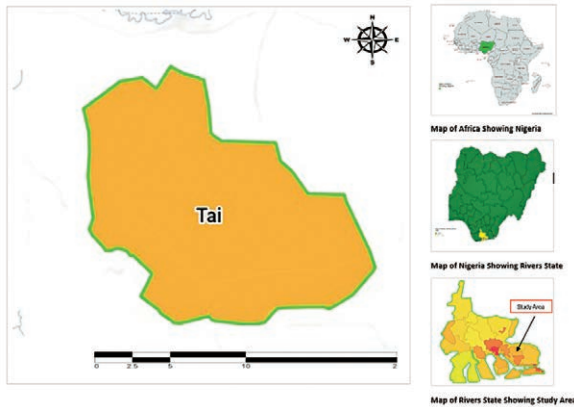 N
W E
S
Tai
0 2.5 5 10 2
Map of Africa Showing Nigeria
Map of Nigeria Showing Rivers State
Study Area
Map of Rivers State Showing Study Area